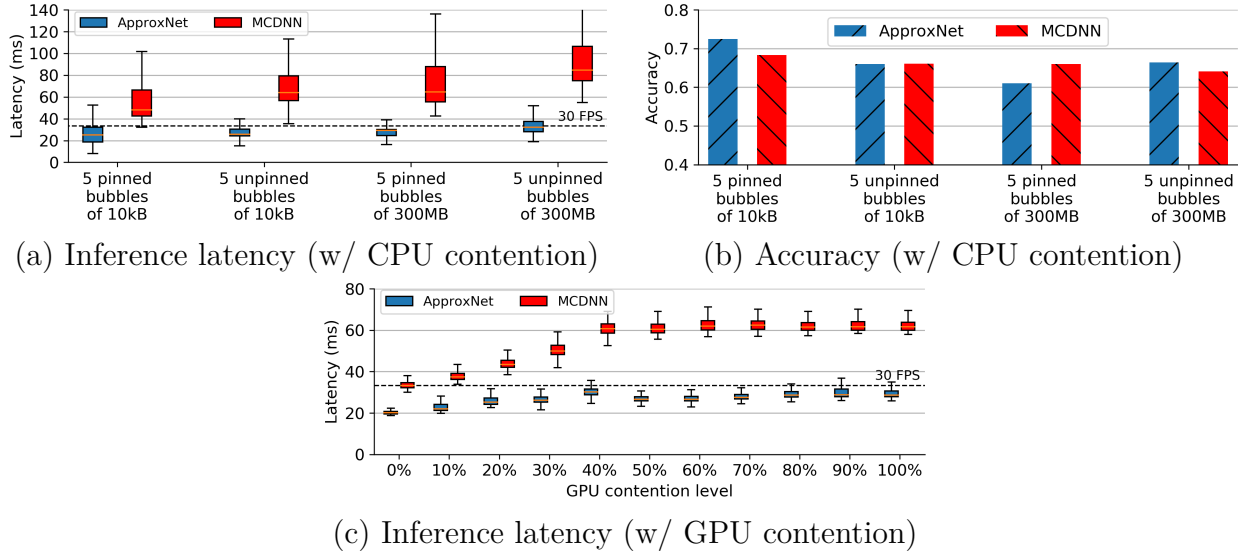 ApproxNet MCDNN
Latency (ms)
140
120
100
80
60
40
20
0
30 FPS
5 pinned
bubbles
of 10kB
5 unpinned
bubbles
of 10kB
5 pinned
bubbles
of 300MB
5 unpinned
bubbles
of 300MB
(a) Inference latency (w/ CPU contention)
ApproxNet MCDNN
Accuracy
0.8
0.7
0.6
0.5
0.4
5 pinned
bubbles
of 10kB
5 unpinned
bubbles
of 10kB
5 pinned
bubbles
of 300MB
5 unpinned
bubbles
of 300MB
(b) Accuracy (w/ CPU contention)
ApproxNet MCDNN
Latency (ms)
80
60
40
20
0
30 FPS
0% 10% 20% 30% 40% 50% 60% 70% 80% 90% 100%
GPU contention level
(c) Inference latency (w/ GPU contention)